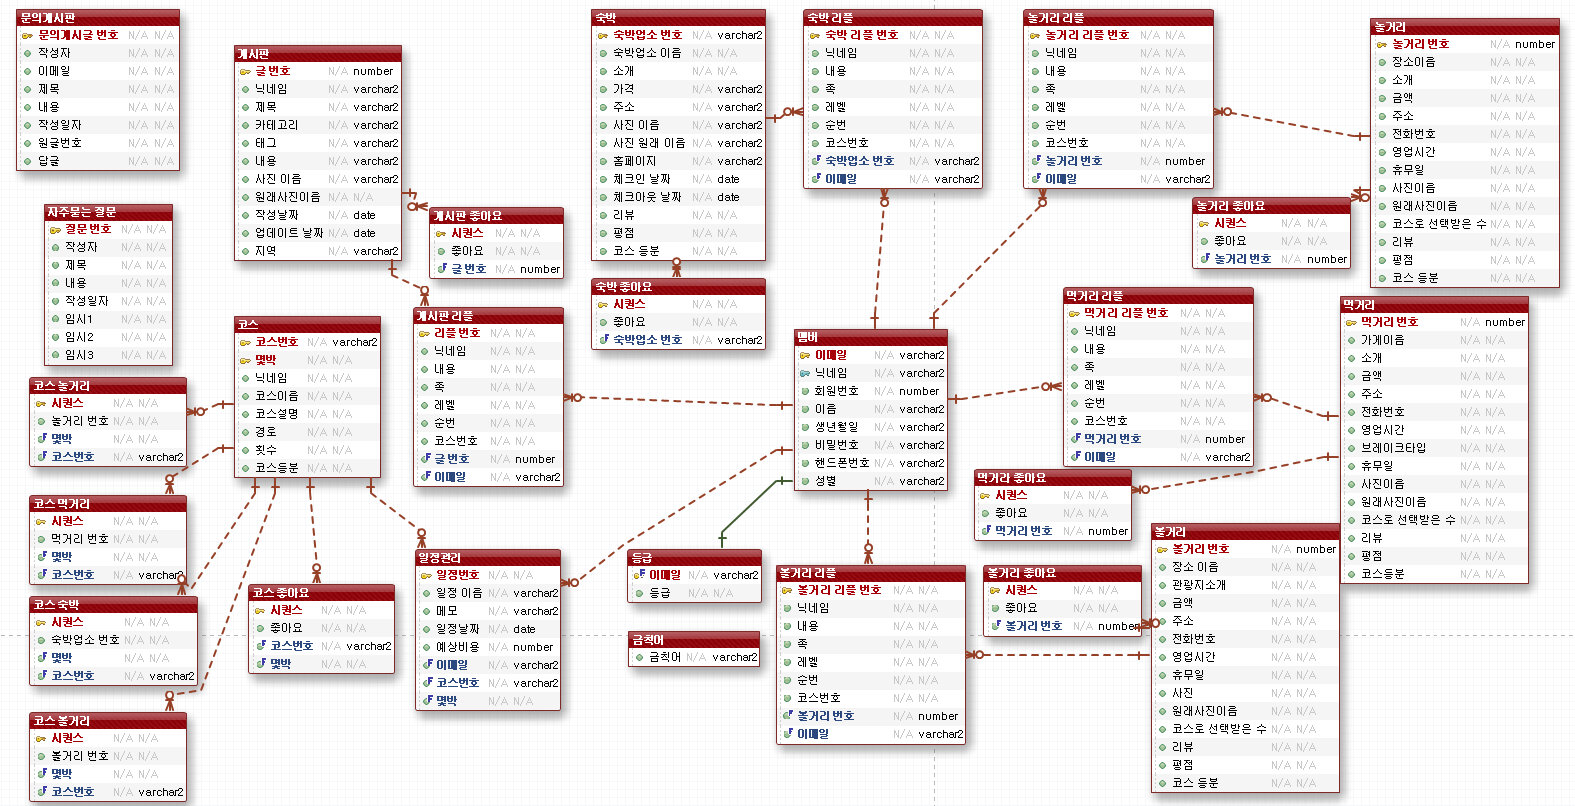 문의게시판
문의게시글 번호 N/A N/A
작성자 N/A N/A
이메일 N/A N/A
제목 N/A N/A
내용 N/A N/A
작성일자 N/A N/A
원글번호 N/A N/A
답글 N/A N/A
자주묻는 질문
질문 번호 N/A N/A
작성자 N/A N/A
제목 N/A N/A
내용 N/A N/A
작성일자 N/A N/A
임시1 N/A N/A
임시2 N/A N/A
임시3 N/A N/A
게시판
글 번호 N/A number
닉네임 N/A varchar2
제목 N/A varchar2
카테고리 N/A varchar2
태그 N/A varchar2
내용 N/A varchar2
사진 이름 N/A varchar2
원래사진이름 N/A N/A
작성날짜 N/A date
업데이트 날짜 N/A date
지역 N/A varchar2
게시판 좋아요
시퀀스 N/A N/A
좋아요 N/A N/A
글 번호 N/A number
게시판 리플
리플 번호 N/A N/A
닉네임 N/A N/A
내용 N/A N/A
족 N/A N/A
레벨 N/A N/A
순번 N/A N/A
코스번호 N/A N/A
글 번호 N/A number
이메일 N/A varchar2
코스
코스번호 N/A varchar2
몇박 N/A N/A
닉네임 N/A N/A
코스이름 N/A N/A
코스설명 N/A N/A
경로 N/A N/A
횟수 N/A N/A
코스등분 N/A N/A
코스 놀거리
시퀀스 N/A N/A
놀거리 번호 N/A N/A
몇박 N/A N/A
코스번호 N/A varchar2
코스 먹거리
시퀀스 N/A N/A
먹거리 번호 N/A N/A
몇박 N/A N/A
코스번호 N/A varchar2
코스 숙박
시퀀스 N/A N/A
숙박업소 번호 N/A N/A
몇박 N/A N/A
코스번호 N/A varchar2
코스 볼거리
시퀀스 N/A N/A
볼거리 번호 N/A N/A
몇박 N/A N/A
코스번호 N/A varchar2
코스 좋아요
시퀀스 N/A N/A
좋아요 N/A N/A
코스번호 N/A varchar2
몇박 N/A N/A
일정관리
일정번호 N/A N/A
일정 이름 N/A varchar2
메모 N/A varchar2
일정날짜 N/A date
예상비용 N/A number
이메일 N/A varchar2
코스번호 N/A varchar2
몇박 N/A N/A
숙박
숙박업소 번호 N/A varchar2
숙박업소 이름 N/A N/A
소개 N/A N/A
가격 N/A varchar2
주소 N/A varchar2
사진 이름 N/A varchar2
사진 원래 이름 N/A varchar2
홈페이지 N/A varchar2
체크인 날짜 N/A date
체크아웃 날짜 N/A date
리뷰 N/A N/A
평점 N/A N/A
코스 등분 N/A N/A
숙박 좋아요
시퀀스 N/A N/A
좋아요 N/A N/A
숙박업소 번호 N/A varchar2
숙박 리플
숙박 리플 번호 N/A N/A
닉네임 N/A N/A
내용 N/A N/A
족 N/A N/A
레벨 N/A N/A
순번 N/A N/A
코스번호 N/A N/A
숙박업소 번호 N/A varchar2
이메일 N/A varchar2
놀거리 리플
놀거리 리플 번호 N/A N/A
닉네임 N/A N/A
내용 N/A N/A
족 N/A N/A
레벨 N/A N/A
순번 N/A N/A
코스번호 N/A N/A
놀거리 번호 N/A number
이메일 N/A varchar2
놀거리
놀거리 번호 N/A number
장소이름 N/A N/A
소개 N/A N/A
금액 N/A N/A
주소 N/A N/A
전화번호 N/A N/A
영업시간 N/A N/A
휴무일 N/A N/A
사진이름 N/A N/A
원래사진이름 N/A N/A
코스로 선택받은 수 N/A N/A
리뷰 N/A N/A
평점 N/A N/A
코스 등분 N/A N/A
놀거리 좋아요
시퀀스 N/A N/A
좋아요 N/A N/A
놀거리 번호 N/A number
멤버
이메일 N/A varchar2
닉네임 N/A varchar2
회원번호 N/A number
이름 N/A varchar2
생년월일 N/A varchar2
비밀번호 N/A varchar2
핸드폰번호 N/A varchar2
성별 N/A varchar2
등급
이메일 N/A varchar2
등급 N/A N/A
금칙어
금칙어 N/A varchar2
먹거리 리플
먹거리 리플 번호 N/A N/A
닉네임 N/A N/A
내용 N/A N/A
족 N/A N/A
레벨 N/A N/A
순번 N/A N/A
코스번호 N/A N/A
먹거리 번호 N/A number
이메일 N/A varchar2
먹거리
먹거리 번호 N/A number
가게이름 N/A N/A
소개 N/A N/A
금액 N/A N/A
주소 N/A N/A
전화번호 N/A N/A
영업시간 N/A N/A
브레이크타임 N/A N/A
휴무일 N/A N/A
사진이름 N/A N/A
원래사진이름 N/A N/A
코스로 선택받은 수 N/A N/A
리뷰 N/A N/A
평점 N/A N/A
코스등분 N/A N/A
먹거리 좋아요
시퀀스 N/A N/A
좋아요 N/A N/A
먹거리 번호 N/A number
볼거리 리플
볼거리 리플 번호 N/A N/A
닉네임 N/A N/A
내용 N/A N/A
족 N/A N/A
레벨 N/A N/A
순번 N/A N/A
코스번호 N/A N/A
볼거리 번호 N/A number
이메일 N/A varchar2
볼거리 좋아요
시퀀스 N/A N/A
좋아요 N/A N/A
볼거리 번호 N/A number
볼거리
볼거리 번호 N/A number
장소 이름 N/A N/A
관광지소개 N/A N/A
금액 N/A N/A
주소 N/A N/A
전화번호 N/A N/A
영업시간 N/A N/A
휴무일 N/A N/A
사진 N/A N/A
원래사진이름 N/A N/A
코스로 선택받은 수 N/A N/A
리뷰 N/A N/A
평점 N/A N/A
코스 등분 N/A N/A